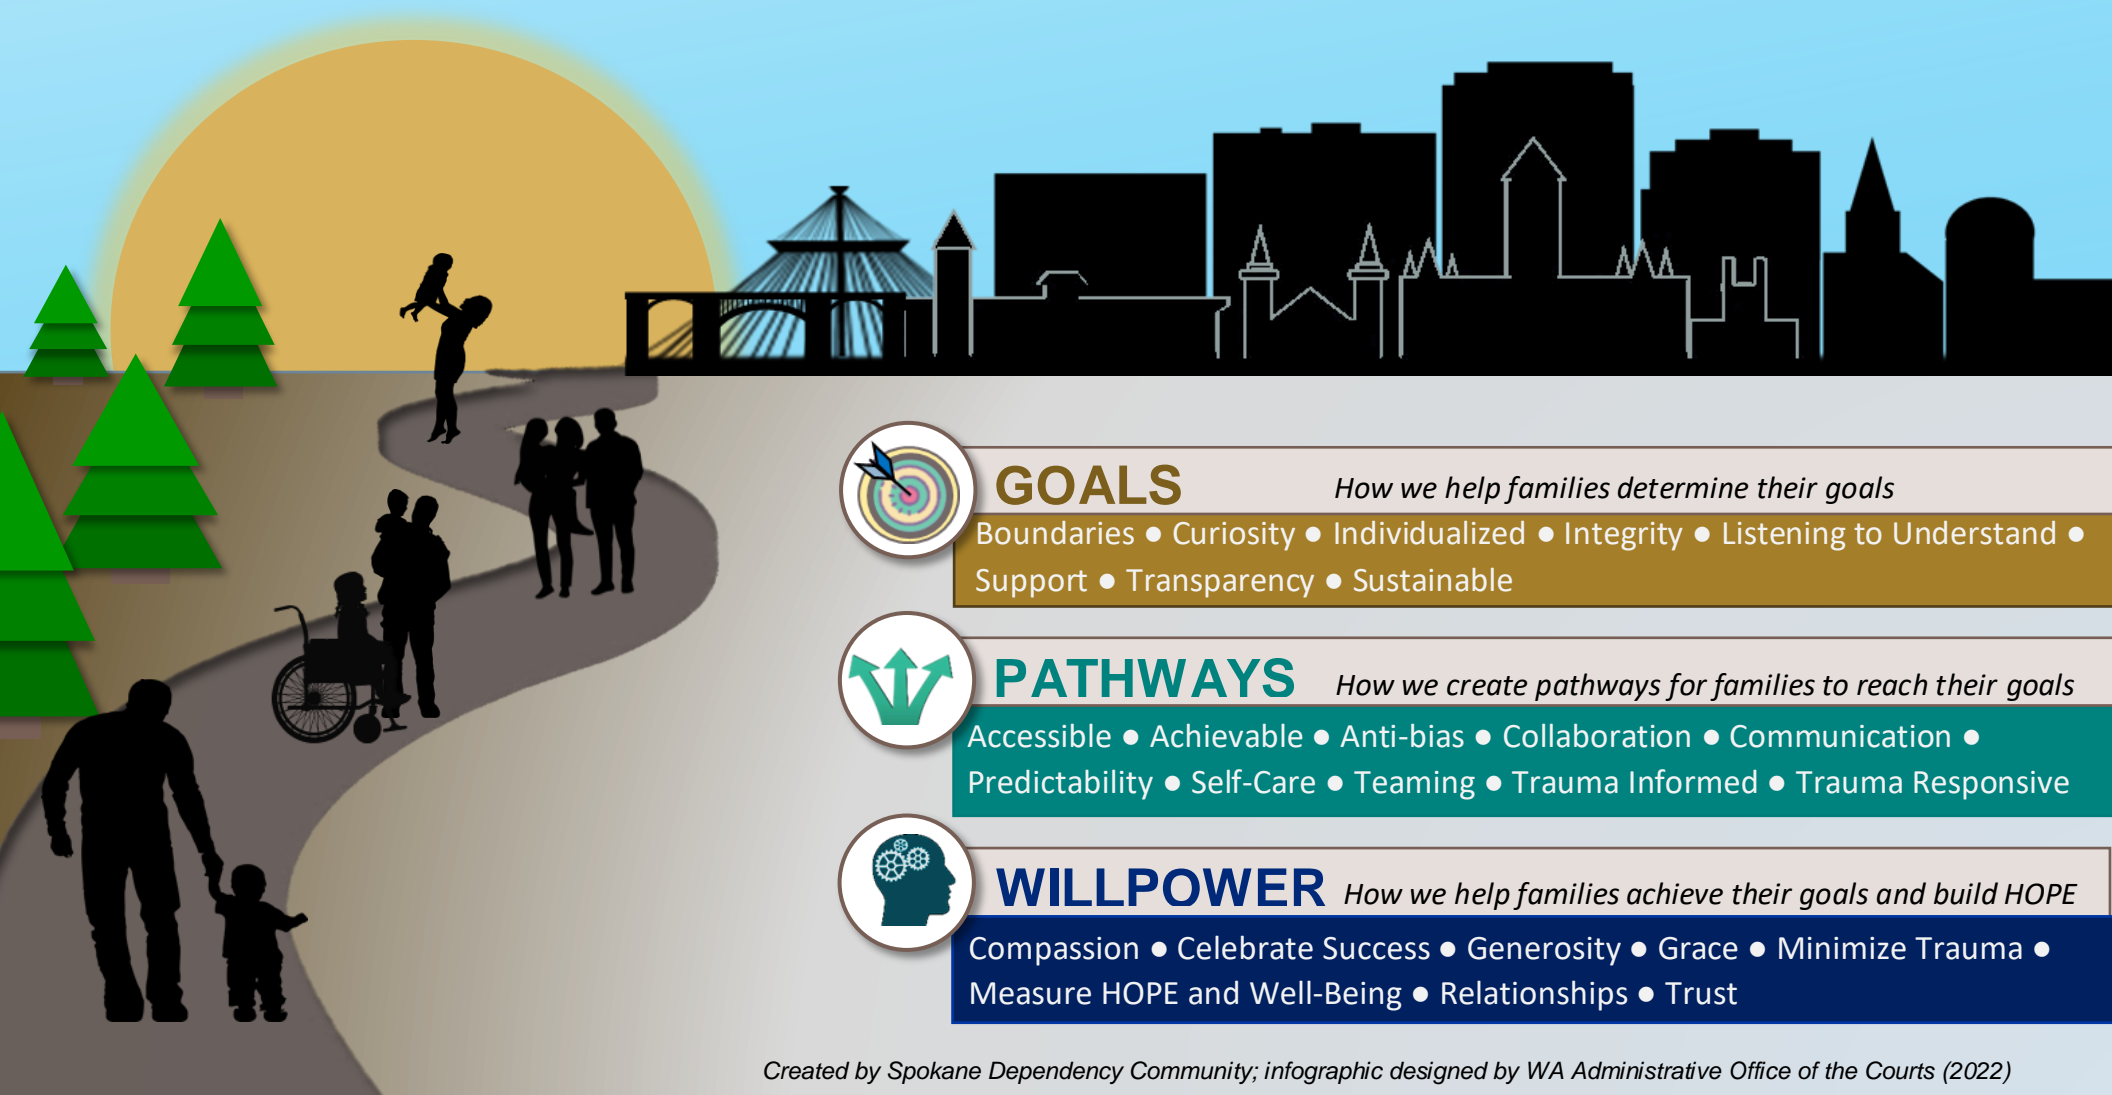 GOALS How we help families determine their goals
Boundaries ● Curiosity ● Individualized ● Integrity ● Listening to Understand ●
Support ● Transparency ● Sustainable
PATHWAYS How we create pathways for families to reach their goals
Accessible ● Achievable ● Anti-bias ● Collaboration ● Communication ●
Predictability ● Self-Care ● Teaming ● Trauma Informed ● Trauma Responsive
WILLPOWER How we help families achieve their goals and build HOPE
Compassion ● Celebrate Success ● Generosity ● Grace ● Minimize Trauma ●
Measure HOPE and Well-Being ● Relationships ● Trust
Created by Spokane Dependency Community; infographic designed by WA Administrative Office of the Courts (2022)